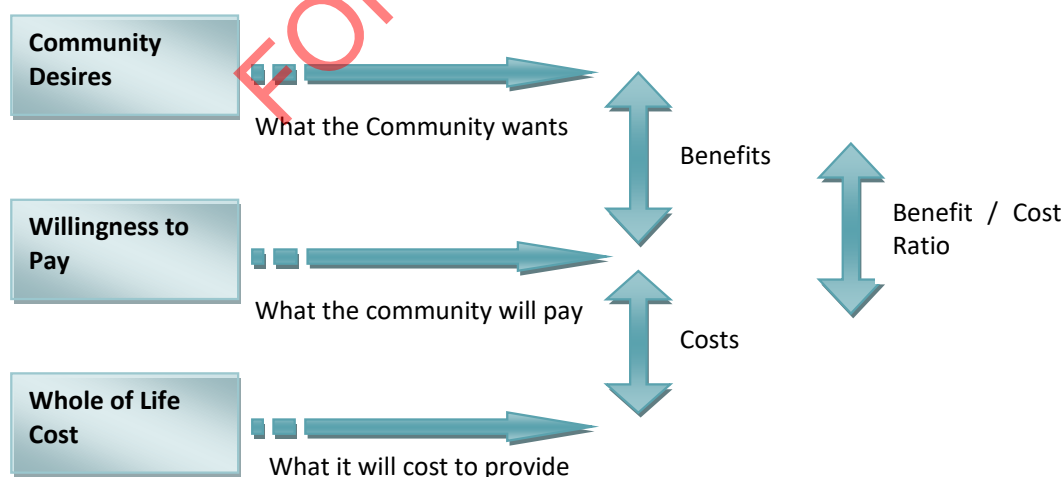 Community
Desires
FO
What the Community wants
Benefits
Willingness to
Pay
What the community will pay
Benefit / Cost
Ratio
Costs
Whole of Life
Cost
What it will cost to provide